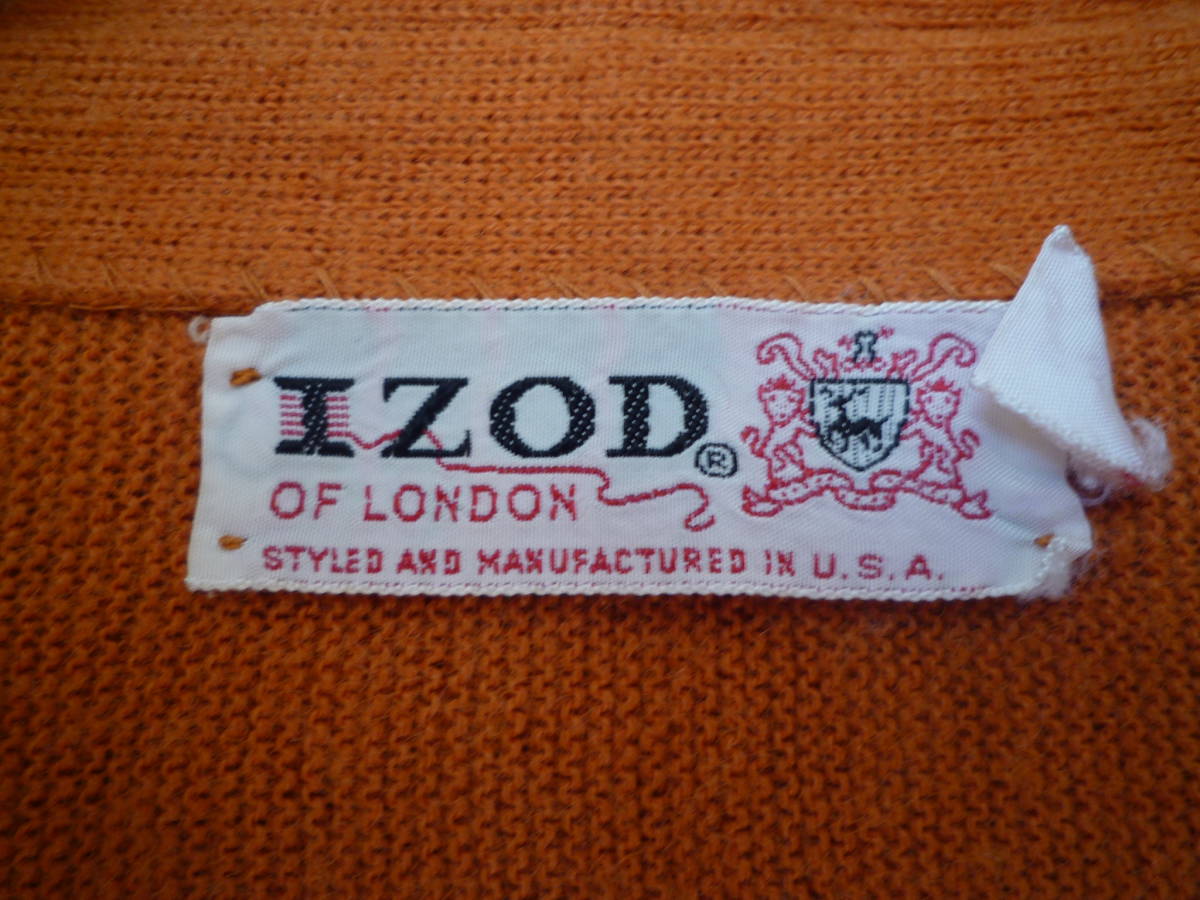 IZOD®
OF LONDON
STYLED AND MANUFACTURED IN U.S.A.